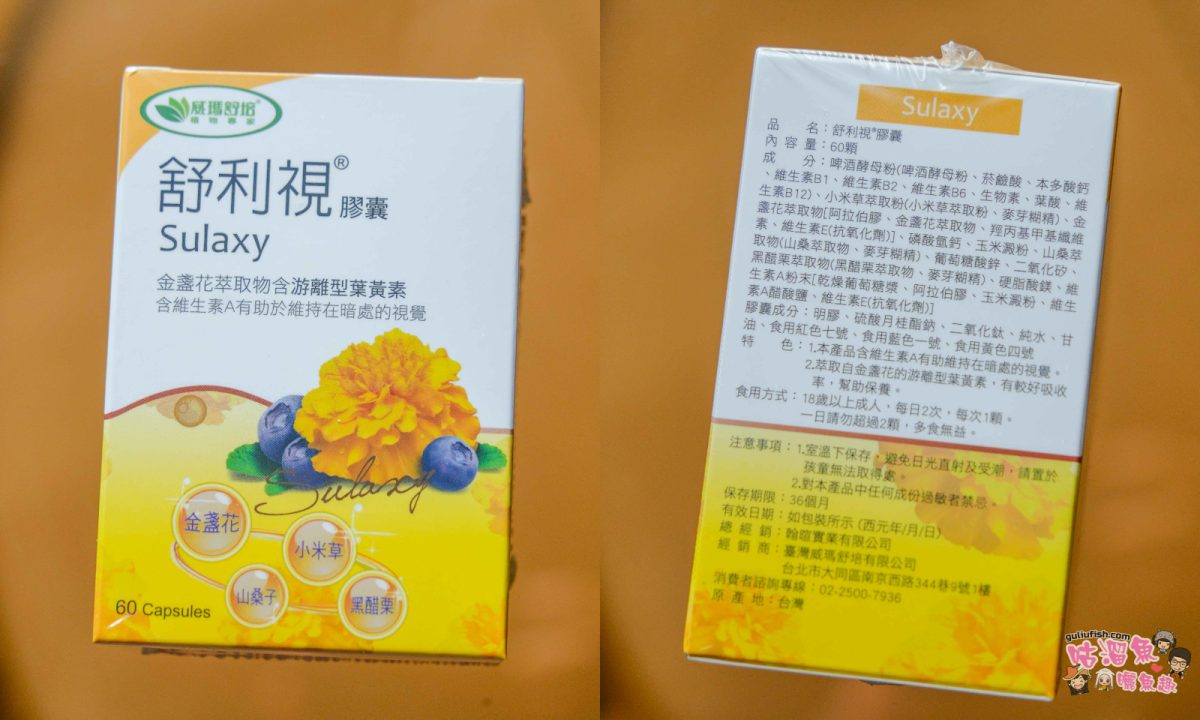 威瑪舒培®
植物專家
舒利視®膠囊
Sulaxy
金盞花萃取物含游離型葉黃素
含維生素A有助於維持在暗處的視覺
Sulaxy
金盞花
小米草
山桑子
黑醋栗
60 Capsules
Sulaxy
品　　名：舒利視®膠囊
內 容 量：60顆
成　　分：啤酒酵母粉(啤酒酵母粉、菸鹼酸、本多酸鈣
、維生素B1、維生素B2、維生素B6、生物素、葉酸、維
生素B12)、小米草萃取粉(小米草萃取粉、麥芽糊精)、金
盞花萃取物[阿拉伯膠、金盞花萃取物、羥丙基甲基纖維
素、維生素E(抗氧化劑)]、磷酸氫鈣、玉米澱粉、山桑萃
取物(山桑萃取物、麥芽糊精)、葡萄糖酸鋅、二氧化矽、
黑醋栗萃取物(黑醋栗萃取物、麥芽糊精)、硬脂酸鎂、維
生素A粉末[乾燥葡萄糖漿、阿拉伯膠、玉米澱粉、維生
素A醋酸鹽、維生素E(抗氧化劑)]
膠囊成分：明膠、硫酸月桂酯鈉、二氧化鈦、純水、甘
油、食用紅色七號、食用藍色一號、食用黃色四號
特　　色：1.本產品含維生素A有助維持在暗處的視覺。
2.萃取自金盞花的游離型葉黃素，有較好吸收
率，幫助保養。
食用方式：18歲以上成人，每日2次，每次1顆。
一日請勿超過2顆，多食無益。
注意事項：1.室溫下保存，避免日光直射及受潮，請置於
孩童無法取得處。
2.對本產品中任何成份過敏者禁忌。
保存期限：36個月
有效日期：如包裝所示 (西元年/月/日)
總 經 銷：翰暄實業有限公司
經 銷 商：臺灣威瑪舒培有限公司
台北市大同區南京西路344巷9號1樓
消費者諮詢專線：02-2500-7936
原 產 地：台灣
guliufish.com
咕溜魚
曬魚趣